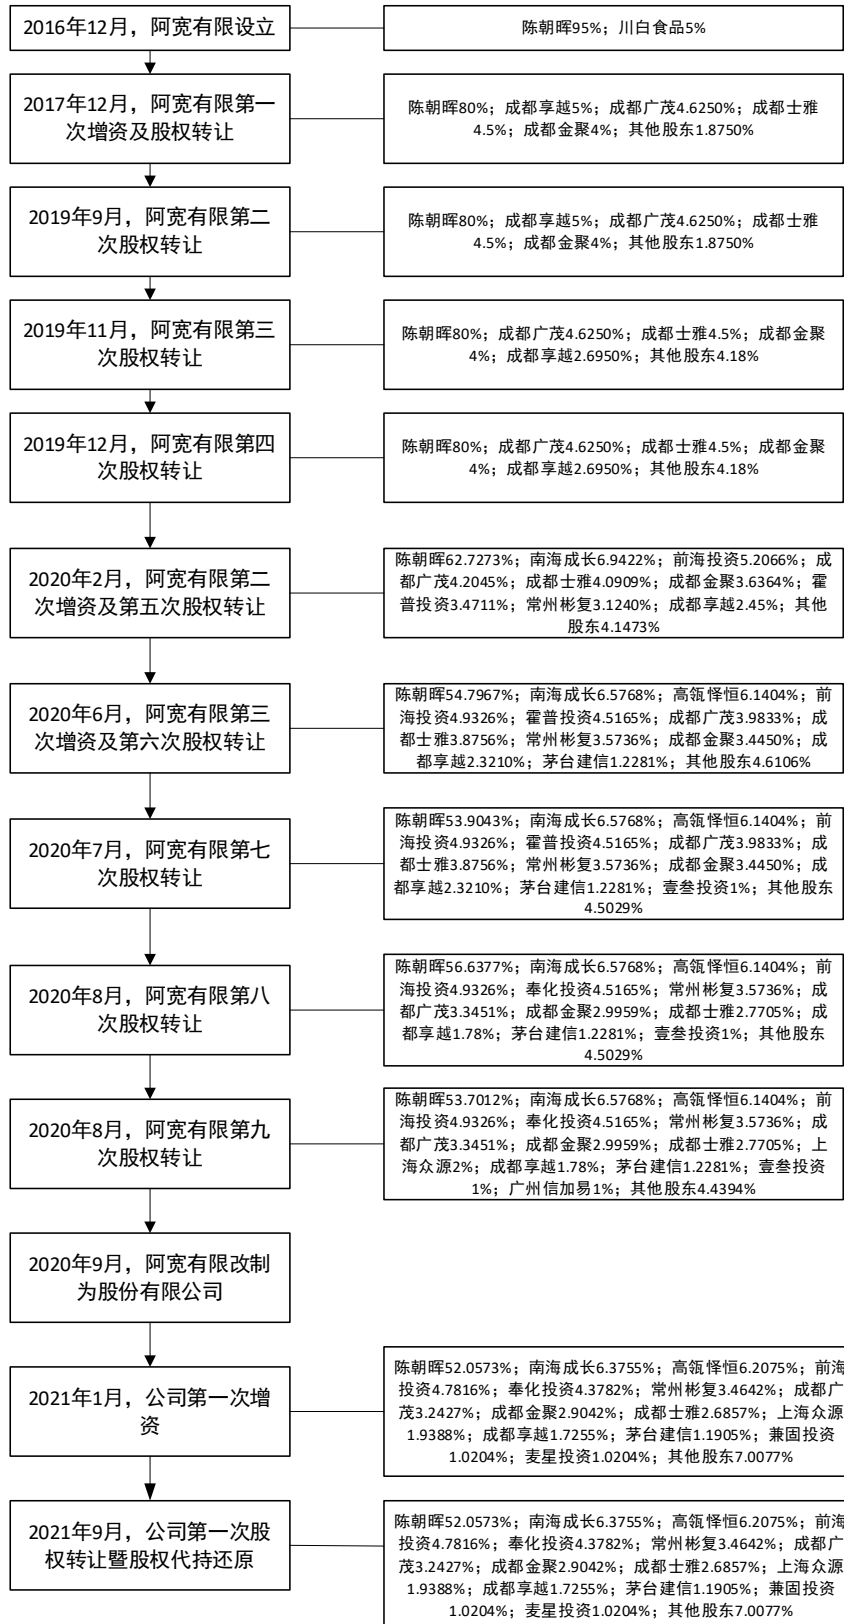 2016年12月，阿宽有限设立
陈朝晖95%；川白食品5%
2017年12月，阿宽有限第一
次增资及股权转让
陈朝晖80%；成都享越5%；成都广茂4.6250%；成都士雅
4.5%；成都金聚4%；其他股东1.8750%
2019年9月，阿宽有限第二
次股权转让
陈朝晖80%；成都享越5%；成都广茂4.6250%；成都士雅
4.5%；成都金聚4%；其他股东1.8750%
2019年11月，阿宽有限第三
次股权转让
陈朝晖80%；成都广茂4.6250%；成都士雅4.5%；成都金聚
4%；成都享越2.6950%；其他股东4.18%
2019年12月，阿宽有限第四
次股权转让
陈朝晖80%；成都广茂4.6250%；成都士雅4.5%；成都金聚
4%；成都享越2.6950%；其他股东4.18%
2020年2月，阿宽有限第二
次增资及第五次股权转让
陈朝晖62.7273%；南海成长6.9422%；前海投资5.2066%；成
都广茂4.2045%；成都士雅4.0909%；成都金聚3.6364%；霍
普投资3.4711%；常州彬复3.1240%；成都享越2.45%；其他
股东4.1473%
2020年6月，阿宽有限第三
次增资及第六次股权转让
陈朝晖54.7967%；南海成长6.5768%；高瓴怿恒6.1404%；前
海投资4.9326%；霍普投资4.5165%；成都广茂3.9833%；成
都士雅3.8756%；常州彬复3.5736%；成都金聚3.4450%；成
都享越2.3210%；茅台建信1.2281%；其他股东4.6106%
2020年7月，阿宽有限第七
次股权转让
陈朝晖53.9043%；南海成长6.5768%；高瓴怿恒6.1404%；前
海投资4.9326%；霍普投资4.5165%；成都广茂3.9833%；成
都士雅3.8756%；常州彬复3.5736%；成都金聚3.4450%；成
都享越2.3210%；茅台建信1.2281%；壹叁投资1%；其他股东
4.5029%
2020年8月，阿宽有限第八
次股权转让
陈朝晖56.6377%；南海成长6.5768%；高瓴怿恒6.1404%；前
海投资4.9326%；奉化投资4.5165%；常州彬复3.5736%；成
都广茂3.3451%；成都金聚2.9959%；成都士雅2.7705%；成
都享越1.78%；茅台建信1.2281%；壹叁投资1%；其他股东
4.5029%
2020年8月，阿宽有限第九
次股权转让
陈朝晖53.7012%；南海成长6.5768%；高瓴怿恒6.1404%；前
海投资4.9326%；奉化投资4.5165%；常州彬复3.5736%；成
都广茂3.3451%；成都金聚2.9959%；成都士雅2.7705%；上
海众源2%；成都享越1.78%；茅台建信1.2281%；壹叁投资
1%；广州信加易1%；其他股东4.4394%
2020年9月，阿宽有限改制
为股份有限公司
2021年1月，公司第一次增
资
陈朝晖52.0573%；南海成长6.3755%；高瓴怿恒6.2075%；前海
投资4.7816%；奉化投资4.3782%；常州彬复3.4642%；成都广
茂3.2427%；成都金聚2.9042%；成都士雅2.6857%；上海众源
1.9388%；成都享越1.7255%；茅台建信1.1905%；兼固投资
1.0204%；麦星投资1.0204%；其他股东7.0077%
2021年9月，公司第一次股
权转让暨股权代持还原
陈朝晖52.0573%；南海成长6.3755%；高瓴怿恒6.2075%；前海
投资4.7816%；奉化投资4.3782%；常州彬复3.4642%；成都广
茂3.2427%；成都金聚2.9042%；成都士雅2.6857%；上海众源
1.9388%；成都享越1.7255%；茅台建信1.1905%；兼固投资
1.0204%；麦星投资1.0204%；其他股东7.0077%